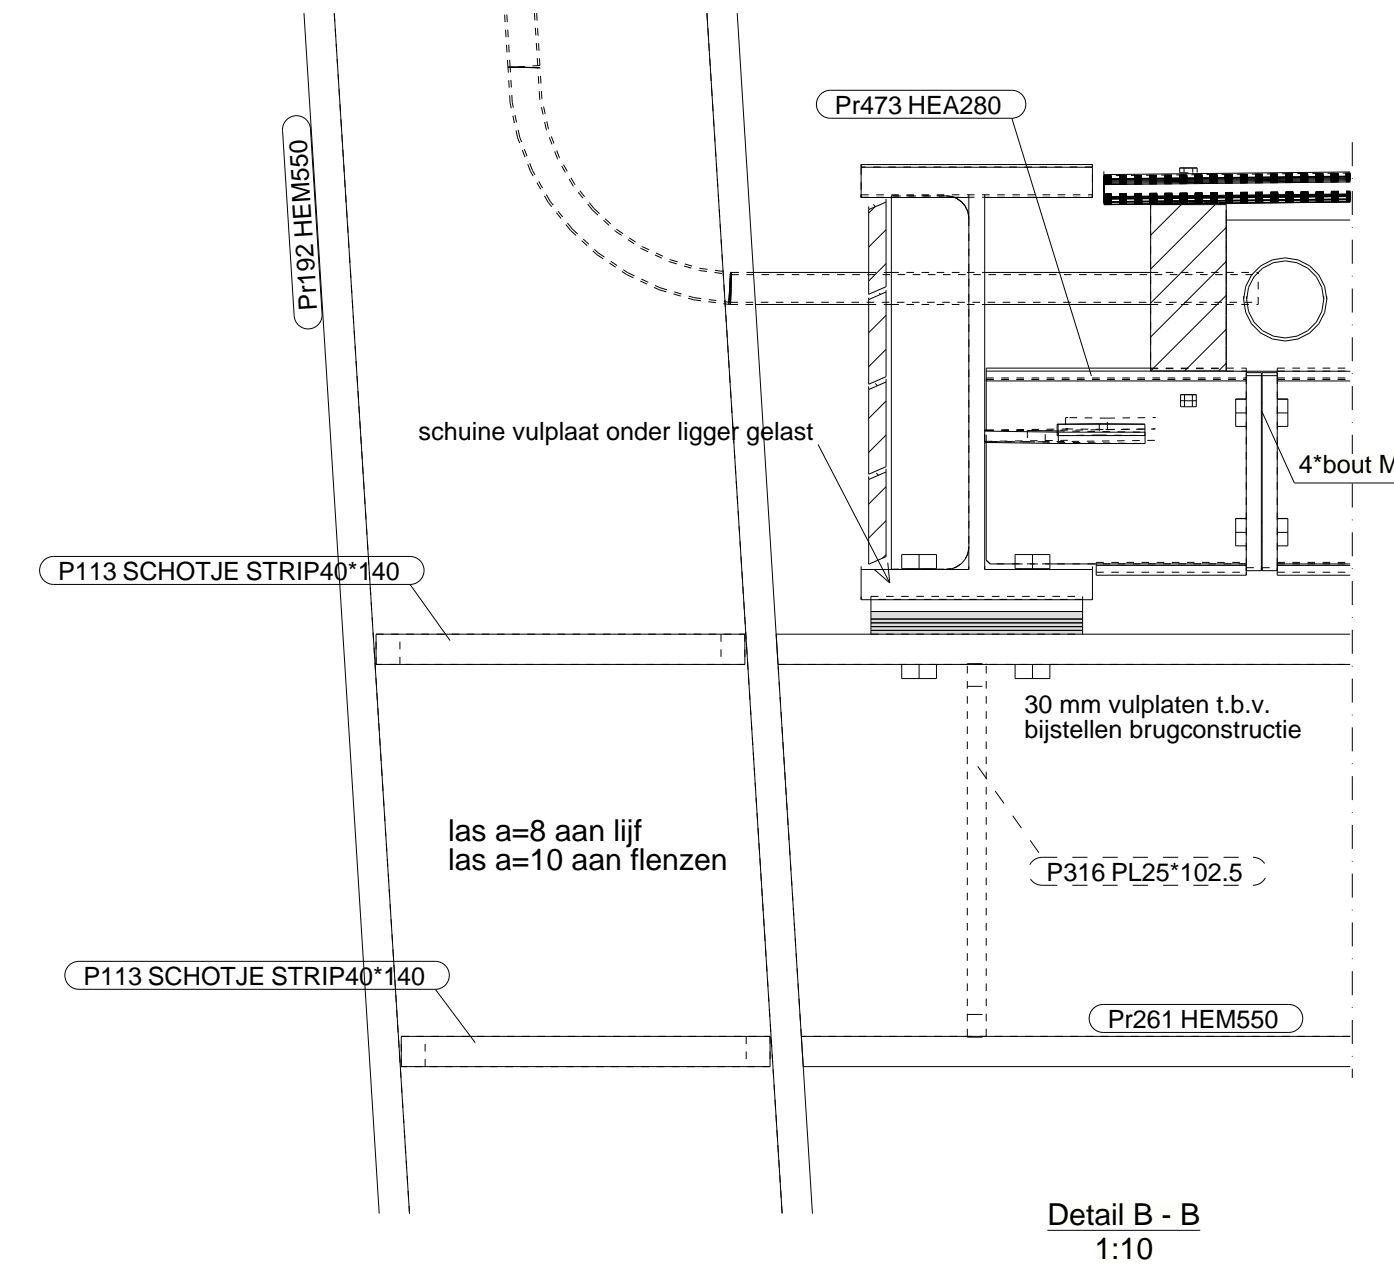 Pr473 HEA280
Pr192 HEM550
schuine vulplaat onder ligger gelast
4*bout M
P113 SCHOTJE STRIP40*140
30 mm vulplaten t.b.v.
bijstellen brugconstructie
las a=8 aan lijf
las a=10 aan flenzen
P316 PL25*102.5
P113 SCHOTJE STRIP40*140
Pr261 HEM550
Detail B - B
1:10